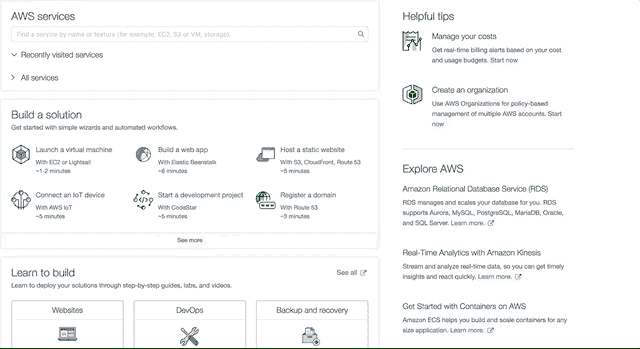 AWS services
Find a service by name or feature (for example, EC2, S3 or VM, storage).
Recently visited services
All services
Build a solution
Get started with simple wizards and automated workflows.
Launch a virtual machine
With EC2 or Lightsail
~1-2 minutes
Build a web app
With Elastic Beanstalk
~6 minutes
Host a static website
With S3, CloudFront, Route 53
~5 minutes
Connect an IoT device
With AWS IoT
~5 minutes
Start a development project
With CodeStar
~5 minutes
Register a domain
With Route 53
~3 minutes
See more
Learn to build
See all
Learn to deploy your solutions through step-by-step guides, labs, and videos.
Websites
DevOps
Backup and recovery
Helpful tips
Manage your costs
Get real-time billing alerts based on your cost
and usage budgets. Start now
Create an organization
Use AWS Organizations for policy-based
management of multiple AWS accounts. Start
now
Explore AWS
Amazon Relational Database Service (RDS)
RDS manages and scales your database for you. RDS
supports Aurora, MySQL, PostgreSQL, MariaDB, Oracle,
and SQL Server. Learn more.
Real-Time Analytics with Amazon Kinesis
Stream and analyze real-time data, so you can get timely
insights and react quickly. Learn more.
Get Started with Containers on AWS
Amazon ECS helps you build and scale containers for any
size application. Learn more.